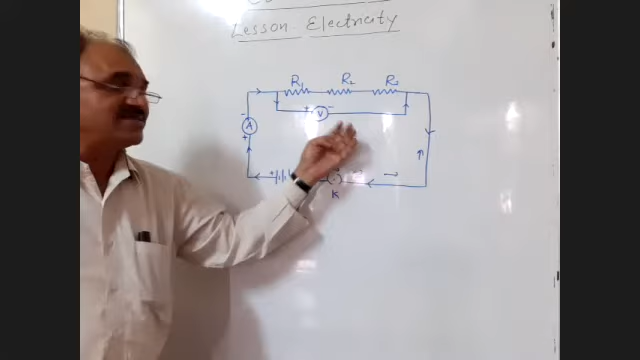 Lesson Electricity
R₁ R₂ R₃
+ V -
-
A
+
+
K